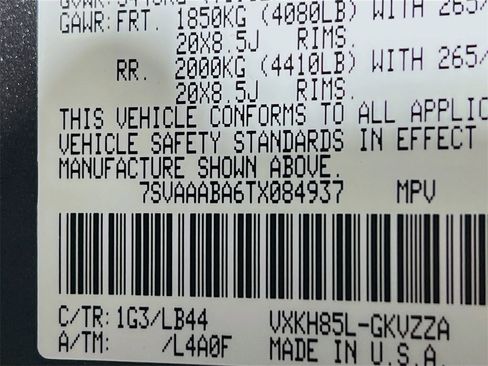 GAWR: FRT. 1850KG (4080LB) WITH 265/
20X8.5J RIMS.
RR. 2000KG (4410LB) WITH 265/
20X8.5J RIMS.
THIS VEHICLE CONFORMS TO ALL APPLIC
VEHICLE SAFETY STANDARDS IN EFFECT
MANUFACTURE SHOWN ABOVE.
7SVAAABA6TX084937 MPV
C/TR: 1G3/LB44 VXKH85L-GKVZZA
A/TM: /L4A0F MADE IN U.S.A.